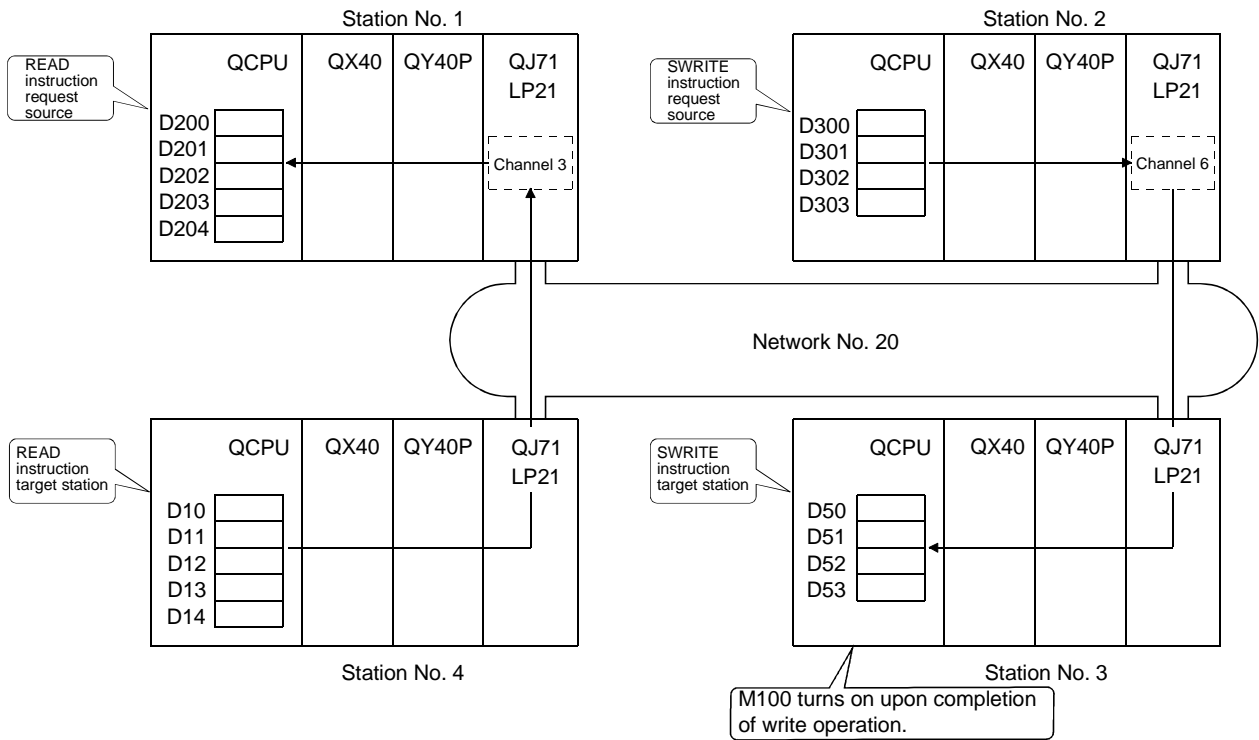 Station No. 1
READ
instruction
request
source
QCPU
QX40
QY40P
QJ71
LP21
D200
D201
D202
D203
D204
Channel 3
Station No. 2
SWRITE
instruction
request
source
QCPU
QX40
QY40P
QJ71
LP21
D300
D301
D302
D303
Channel 6
Network No. 20
READ
instruction
target station
QCPU
QX40
QY40P
QJ71
LP21
D10
D11
D12
D13
D14
Station No. 4
SWRITE
instruction
target station
QCPU
QX40
QY40P
QJ71
LP21
D50
D51
D52
D53
Station No. 3
M100 turns on upon completion
of write operation.